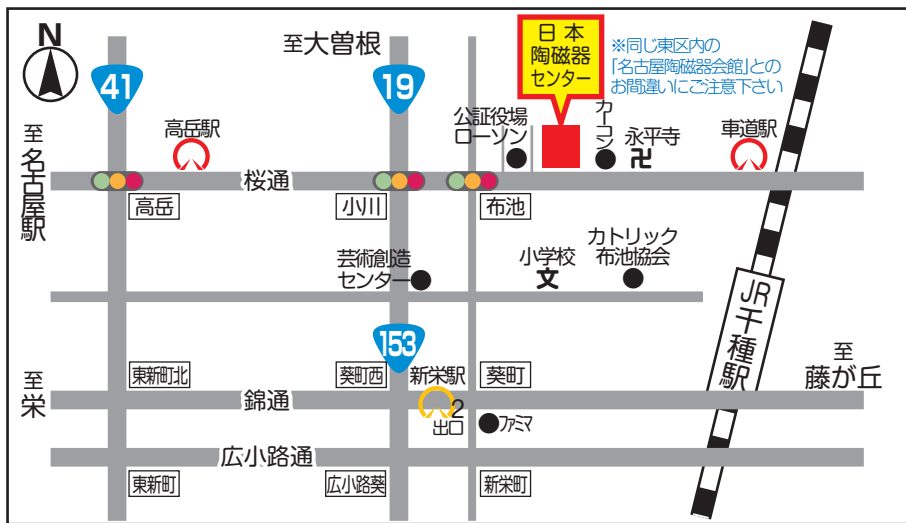 N
41
至大曽根
19
日本
陶磁器
センター
※同じ東区内の
「名古屋陶磁器会館」との
お間違いにご注意下さい
至名古屋駅
高岳駅
公証役場
ローソン
カーコン
永平寺
卍
車道駅
桜通
高岳
小川
布池
芸術創造
センター
小学校
文
カトリック
布池協会
JR千種駅
153
至栄
東新町北
葵町西
新栄駅
葵町
至
藤が丘
錦通
2
出口
ファミマ
広小路通
東新町
広小路葵
新栄町